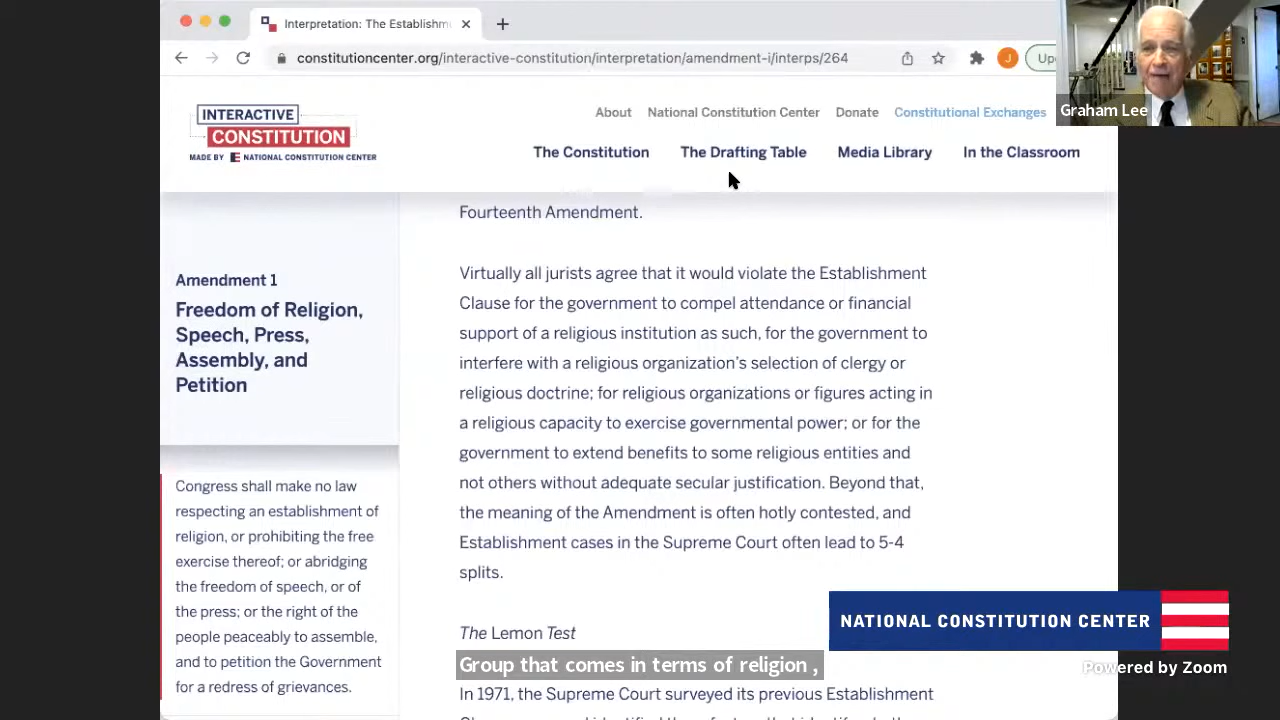 Interpretation: The Establishm
constitutioncenter.org/interactive-constitution/interpretation/amendment-i/interps/264
J
Up
Graham Lee
INTERACTIVE
CONSTITUTION
MADE BY NATIONAL CONSTITUTION CENTER
About National Constitution Center Donate Constitutional Exchanges
The Constitution The Drafting Table Media Library In the Classroom
Amendment 1
Freedom of Religion,
Speech, Press,
Assembly, and
Petition
Congress shall make no law
respecting an establishment of
religion, or prohibiting the free
exercise thereof; or abridging
the freedom of speech, or of
the press; or the right of the
people peaceably to assemble,
and to petition the Government
for a redress of grievances.
Fourteenth Amendment.
Virtually all jurists agree that it would violate the Establishment
Clause for the government to compel attendance or financial
support of a religious institution as such, for the government to
interfere with a religious organization's selection of clergy or
religious doctrine; for religious organizations or figures acting in
a religious capacity to exercise governmental power; or for the
government to extend benefits to some religious entities and
not others without adequate secular justification. Beyond that,
the meaning of the Amendment is often hotly contested, and
Establishment cases in the Supreme Court often lead to 5-4
splits.
The Lemon Test
Group that comes in terms of religion ,
In 1971, the Supreme Court surveyed its previous Establishment
NATIONAL CONSTITUTION CENTER
Powered by Zoom